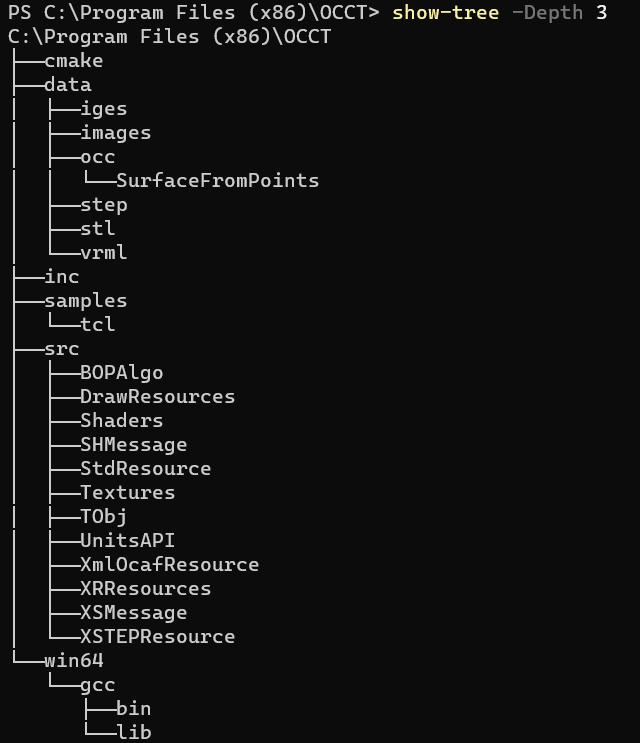 PS C:\Program Files (x86)\OCCT> show-tree -Depth 3
C:\Program Files (x86)\OCCT
├──cmake
├──data
│  ├──iges
│  ├──images
│  ├──occ
│  │  └──SurfaceFromPoints
│  ├──step
│  ├──stl
│  └──vrml
├──inc
├──samples
│  └──tcl
├──src
│  ├──BOPAlgo
│  ├──DrawResources
│  ├──Shaders
│  ├──SHMessage
│  ├──StdResource
│  ├──Textures
│  ├──TObj
│  ├──UnitsAPI
│  ├──XmlOcafResource
│  ├──XRResources
│  ├──XSMessage
│  └──XSTEPResource
└──win64
   └──gcc
      ├──bin
      └──lib